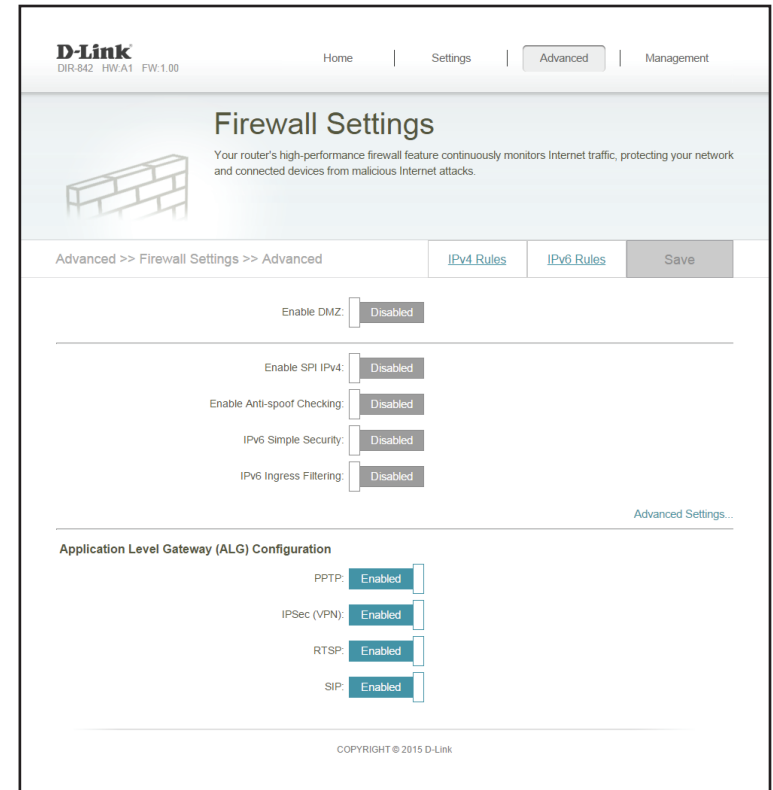 D-Link
DIR-842 HW:A1 FW:1.00
Home Settings Advanced Management
Firewall Settings
Your router's high-performance firewall feature continuously monitors Internet traffic, protecting your network
and connected devices from malicious Internet attacks.
Advanced >> Firewall Settings >> Advanced IPv4 Rules IPv6 Rules Save
Enable DMZ: Disabled
Enable SPI IPv4: Disabled
Enable Anti-spoof Checking: Disabled
IPv6 Simple Security: Disabled
IPv6 Ingress Filtering: Disabled
Advanced Settings...
Application Level Gateway (ALG) Configuration
PPTP: Enabled
IPSec (VPN): Enabled
RTSP: Enabled
SIP: Enabled
COPYRIGHT © 2015 D-Link